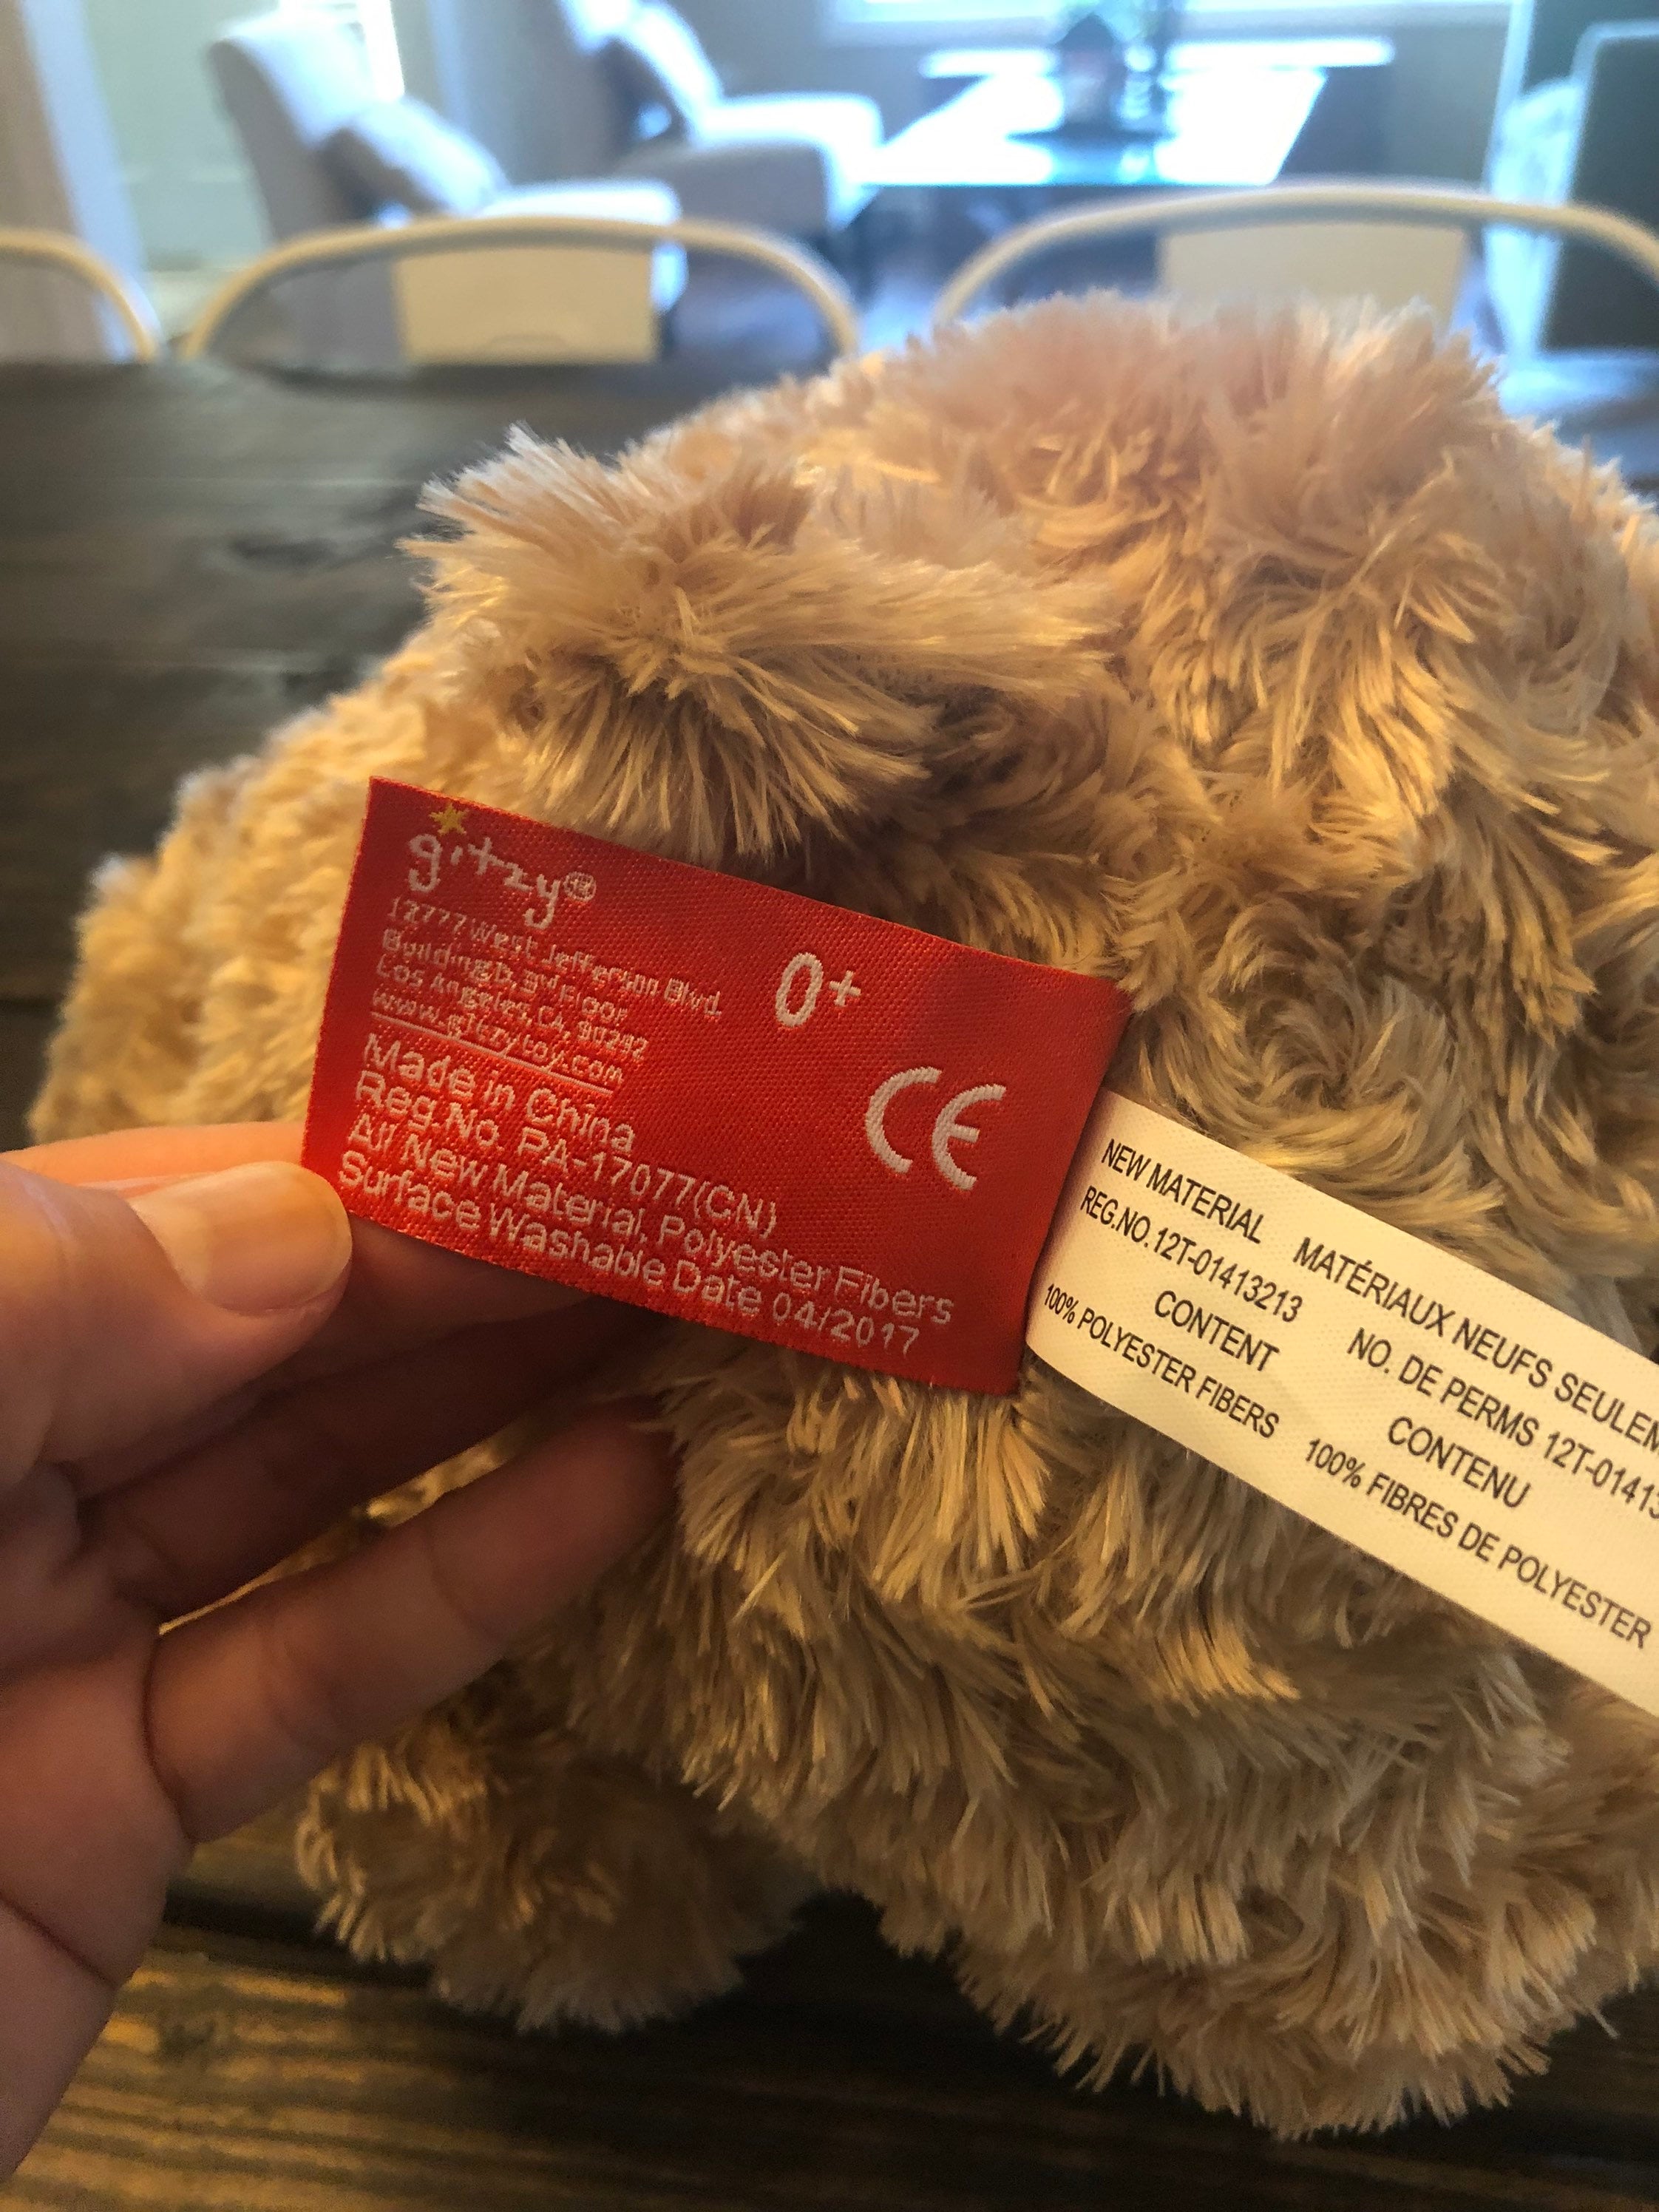 gitzy®
12777 West Jefferson Blvd.
Building D, 3rd Floor
Los Angeles, CA, 90292
www.gitzytoy.com
Made in China
Reg.No. PA-17077(CN)
All New Material, Polyester Fibers
Surface Washable Date 04/2017
0+
CE
NEW MATERIAL
REG.NO.12T-01413213
CONTENT
100% POLYESTER FIBERS
MATÉRIAUX NEUFS SEULEM
NO. DE PERMS 12T-01413
CONTENU
100% FIBRES DE POLYESTER